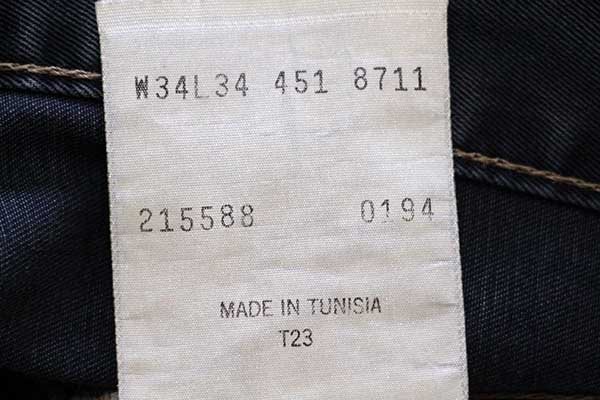 W34L34 451 8711
215588 0194
MADE IN TUNISIA
T23